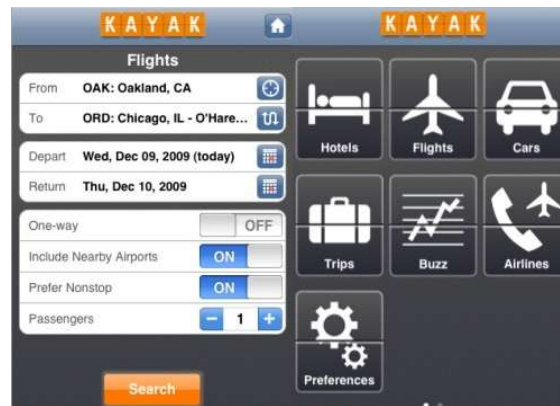 KAYAK
Flights
From OAK: Oakland, CA
To ORD: Chicago, IL - O'Hare...
Depart Wed, Dec 09, 2009 (today)
Return Thu, Dec 10, 2009
One-way OFF
Include Nearby Airports ON
Prefer Nonstop ON
Passengers − 1 +
Search
KAYAK
Hotels Flights Cars
Trips Buzz Airlines
Preferences